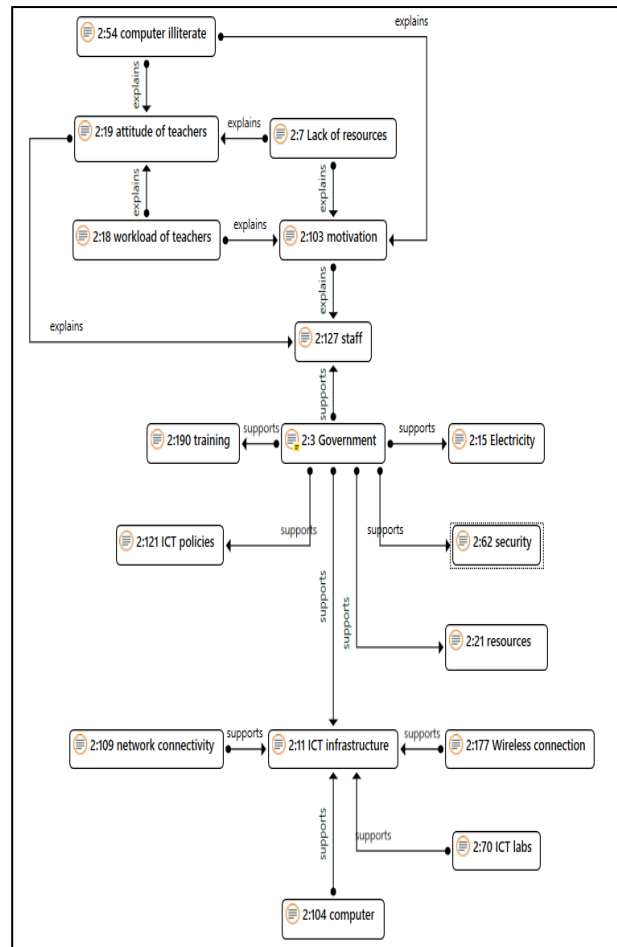 explains
2:54 computer illiterate
explains
2:19 attitude of teachers
explains
2:7 Lack of resources
explains
explains
2:18 workload of teachers
explains
2:103 motivation
explains
explains
2:127 staff
supports
2:190 training
supports
2:3 Government
supports
2:15 Electricity
2:121 ICT policies
supports
supports
2:62 security
supports
supports
2:21 resources
2:109 network connectivity
supports
2:11 ICT infrastructure
supports
2:177 Wireless connection
supports
supports
2:70 ICT labs
2:104 computer